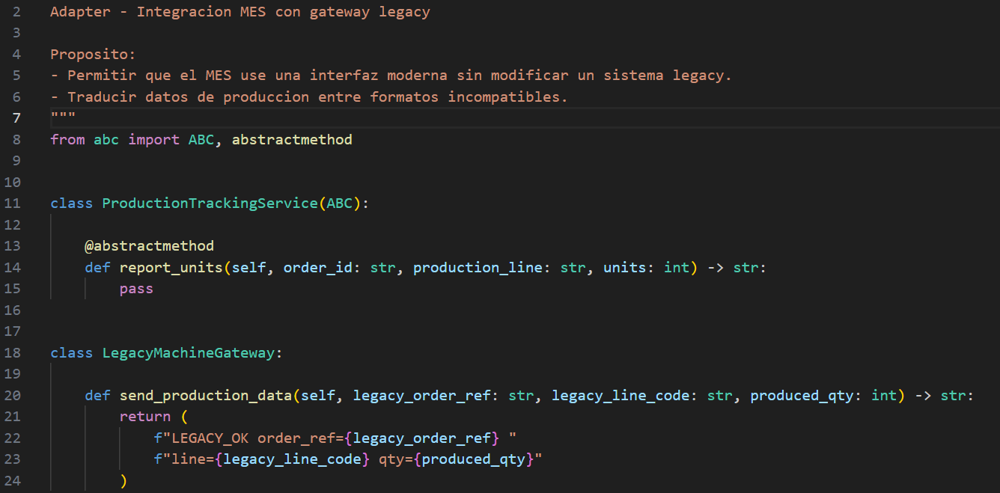 2 Adapter - Integracion MES con gateway legacy
3
4 Proposito:
5 - Permitir que el MES use una interfaz moderna sin modificar un sistema legacy.
6 - Traducir datos de produccion entre formatos incompatibles.
7 """
8 from abc import ABC, abstractmethod
9
10
11 class ProductionTrackingService(ABC):
12
13     @abstractmethod
14     def report_units(self, order_id: str, production_line: str, units: int) -> str:
15         pass
16
17
18 class LegacyMachineGateway:
19
20     def send_production_data(self, legacy_order_ref: str, legacy_line_code: str, produced_qty: int) -> str:
21         return (
22             f"LEGACY_OK order_ref={legacy_order_ref} "
23             f"line={legacy_line_code} qty={produced_qty}"
24         )